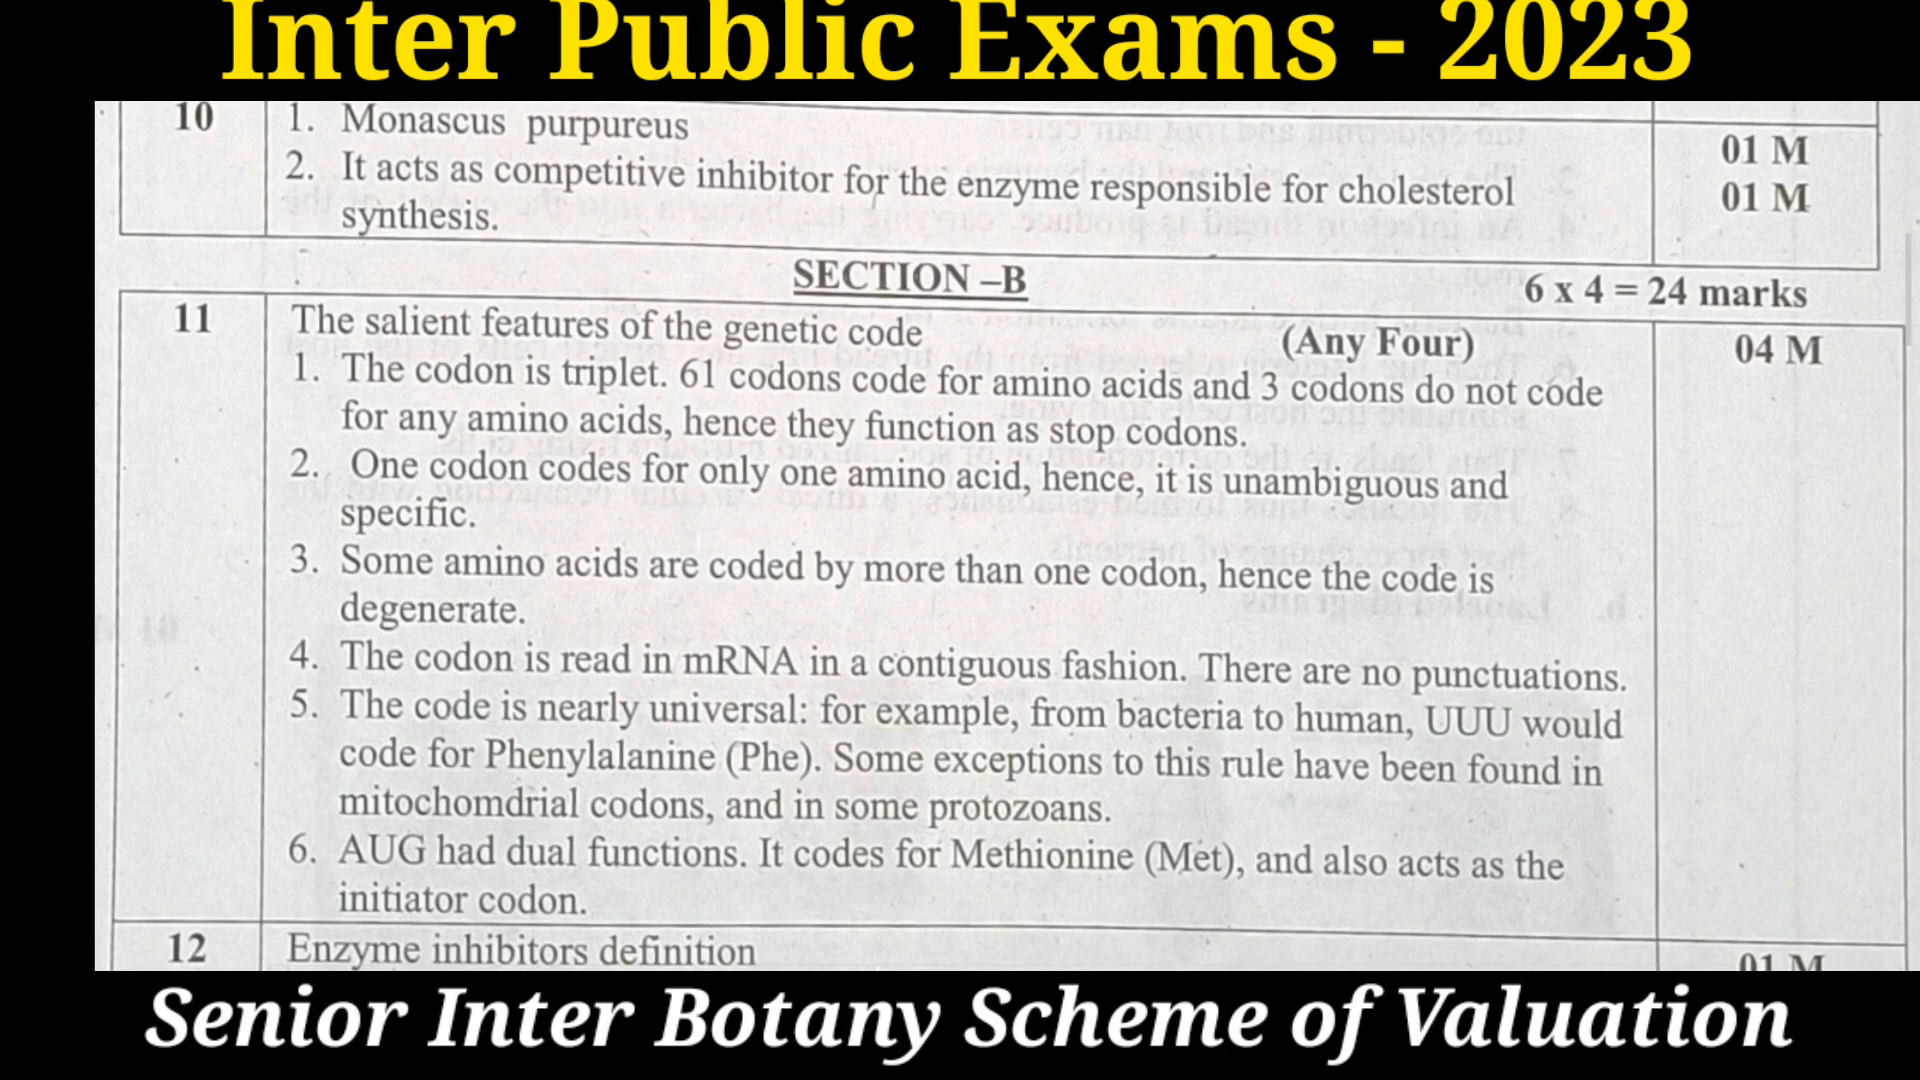 Inter Public Exams - 2023
10 1. Monascus purpureus 01 M
2. It acts as competitive inhibitor for the enzyme responsible for cholesterol 01 M
synthesis.
SECTION –B 6 x 4 = 24 marks
11 The salient features of the genetic code (Any Four) 04 M
1. The codon is triplet. 61 codons code for amino acids and 3 codons do not code
for any amino acids, hence they function as stop codons.
2. One codon codes for only one amino acid, hence, it is unambiguous and
specific.
3. Some amino acids are coded by more than one codon, hence the code is
degenerate.
4. The codon is read in mRNA in a contiguous fashion. There are no punctuations.
5. The code is nearly universal: for example, from bacteria to human, UUU would
code for Phenylalanine (Phe). Some exceptions to this rule have been found in
mitochomdrial codons, and in some protozoans.
6. AUG had dual functions. It codes for Methionine (Met), and also acts as the
initiator codon.
12 Enzyme inhibitors definition 01 M
Senior Inter Botany Scheme of Valuation